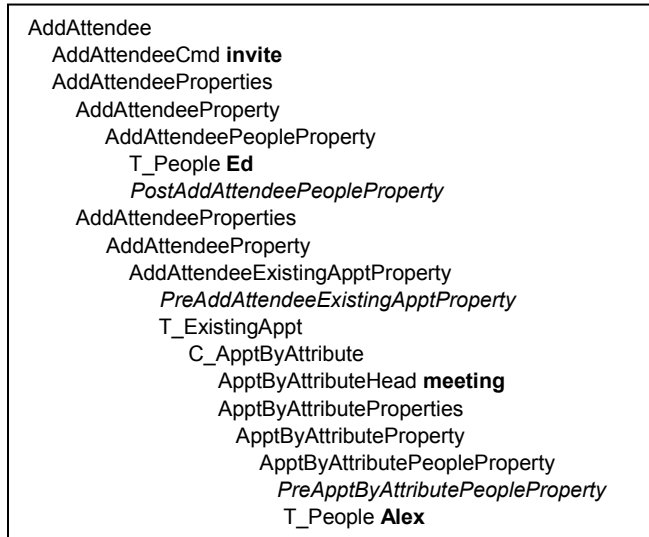 AddAttendee
AddAttendeeCmd invite
AddAttendeeProperties
AddAttendeeProperty
AddAttendeePeopleProperty
T_People Ed
PostAddAttendeePeopleProperty
AddAttendeeProperties
AddAttendeeProperty
AddAttendeeExistingApptProperty
PreAddAttendeeExistingApptProperty
T_ExistingAppt
C_ApptByAttribute
ApptByAttributeHead meeting
ApptByAttributeProperties
ApptByAttributeProperty
ApptByAttributePeopleProperty
PreApptByAttributePeopleProperty
T_People Alex